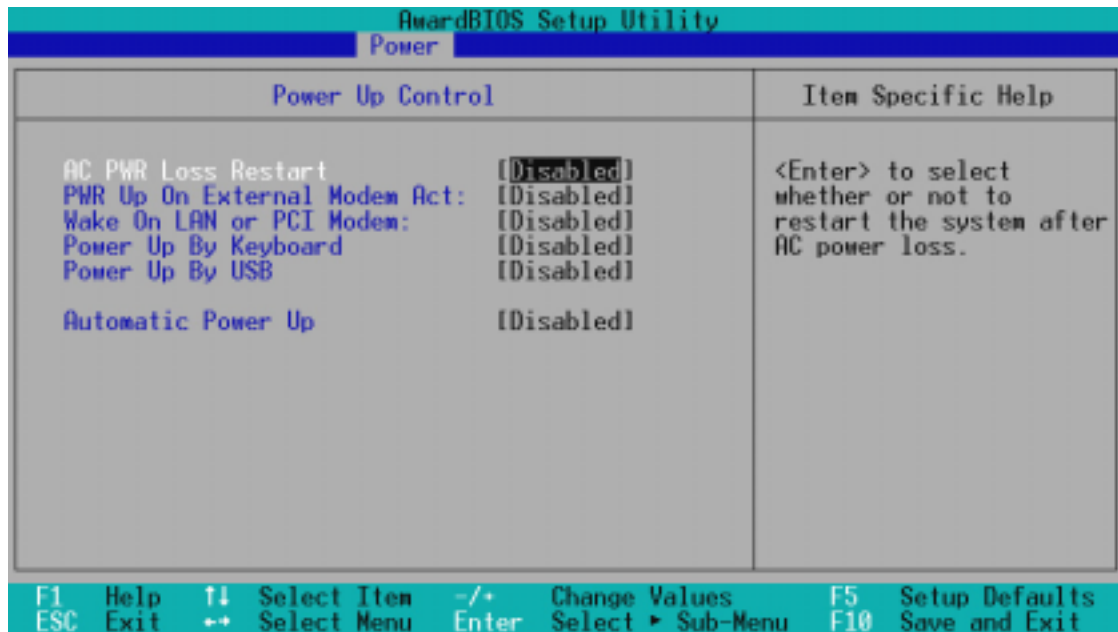 AwardBIOS Setup Utility
Power
Power Up Control
Item Specific Help
AC PWR Loss Restart [Disabled]
PWR Up On External Modem Act: [Disabled]
Wake On LAN or PCI Modem: [Disabled]
Power Up By Keyboard [Disabled]
Power Up By USB [Disabled]
Automatic Power Up [Disabled]
<Enter> to select
whether or not to
restart the system after
AC power loss.
F1 Help ↑↓ Select Item -/+ Change Values F5 Setup Defaults
ESC Exit ←→ Select Menu Enter Select ► Sub-Menu F10 Save and Exit